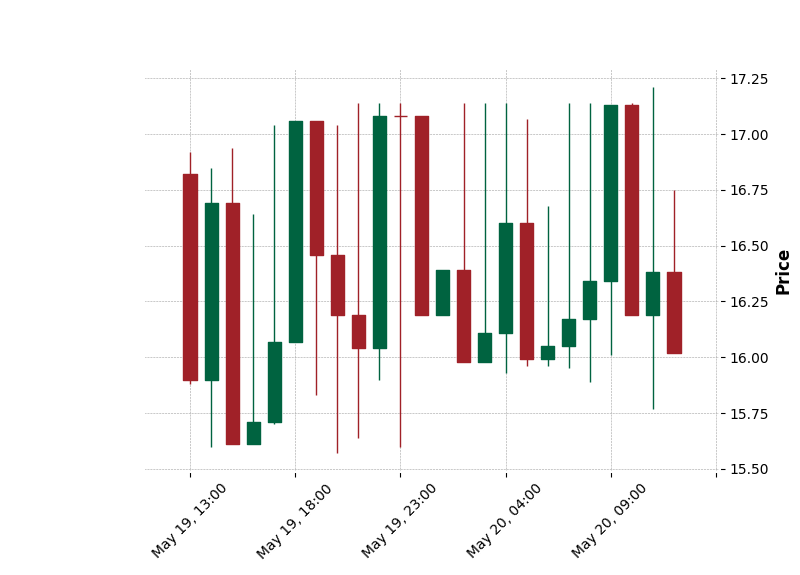 17.25
17.00
16.75
16.50
16.25
16.00
15.75
15.50
Price
May 19, 13:00
May 19, 18:00
May 19, 23:00
May 20, 04:00
May 20, 09:00